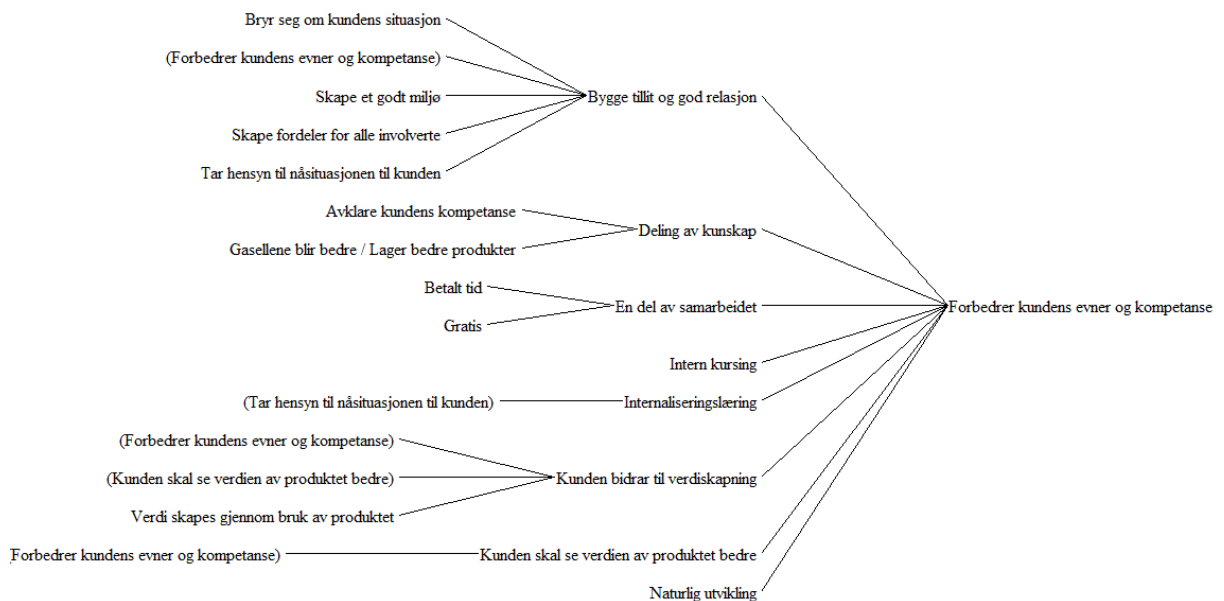 Bryr seg om kundens situasjon
(Forbedrer kundens evner og kompetanse)
Skape et godt miljø
Bygge tillit og god relasjon
Skape fordeler for alle involverte
Tar hensyn til nåsituasjonen til kunden
Avklare kundens kompetanse
Deling av kunskap
Gasellene blir bedre / Lager bedre produkter
Betalt tid
En del av samarbeidet
Forbedrer kundens evner og kompetanse
Gratis
Intern kursing
(Tar hensyn til nåsituasjonen til kunden)
Internaliseringslæring
(Forbedrer kundens evner og kompetanse)
(Kunden skal se verdien av produktet bedre)
Kunden bidrar til verdiskapning
Verdi skapes gjennom bruk av produktet
(Forbedrer kundens evner og kompetanse)
Kunden skal se verdien av produktet bedre
Naturlig utvikling